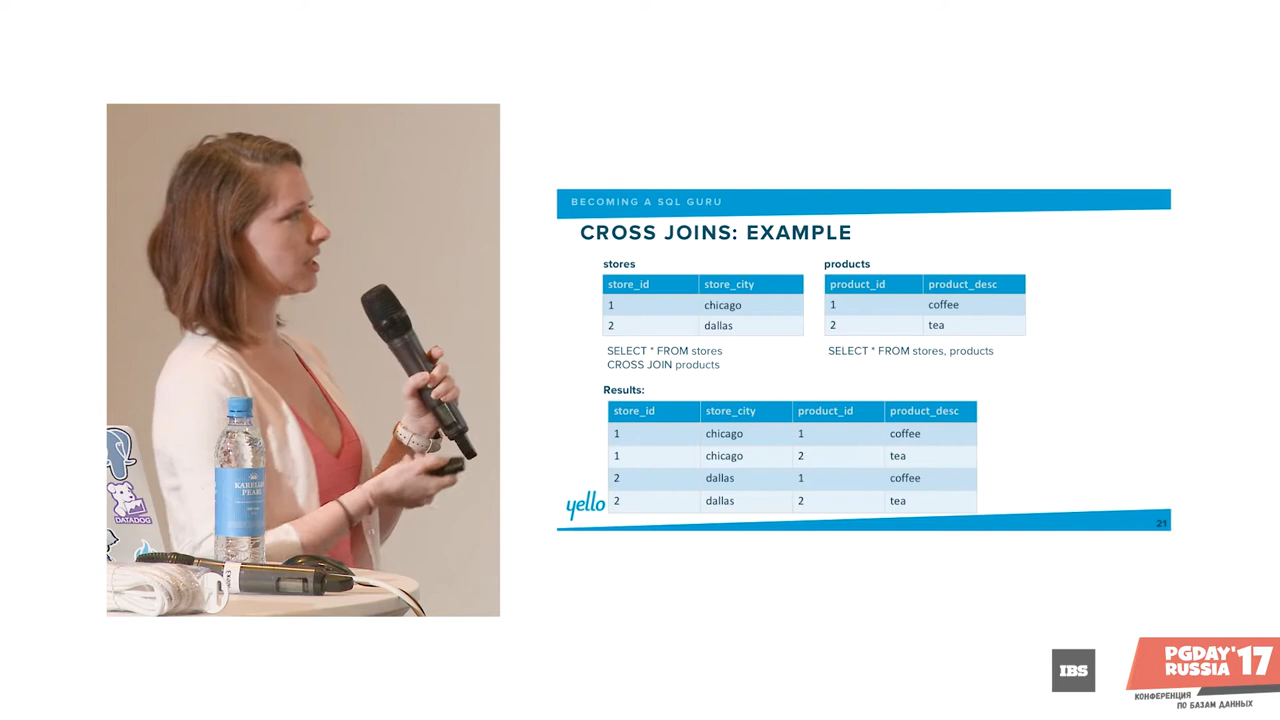 BECOMING A SQL GURU
CROSS JOINS: EXAMPLE
stores
store_id store_city
1 chicago
2 dallas
SELECT * FROM stores
CROSS JOIN products
products
product_id product_desc
1 coffee
2 tea
SELECT * FROM stores, products
Results:
store_id store_city product_id product_desc
1 chicago 1 coffee
1 chicago 2 tea
2 dallas 1 coffee
2 dallas 2 tea
yello
21
KARELIAN
PEARL
DATADOG
IBS
PGDAY'17
RUSSIA
КОНФЕРЕНЦИЯ
ПО БАЗАМ ДАННЫХ